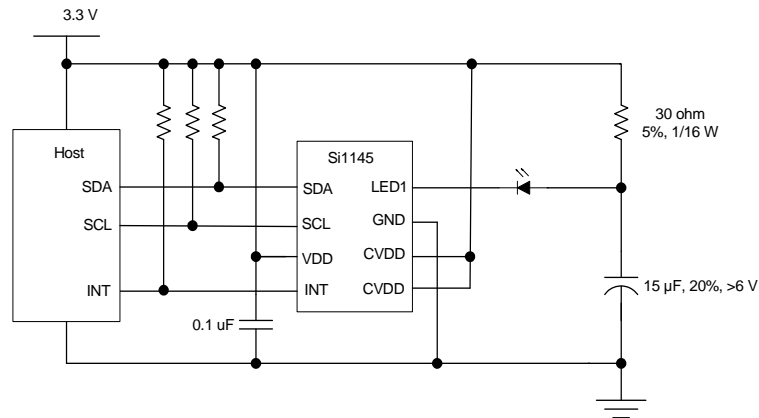 3.3 V
30 ohm
5%, 1/16 W
Host
Si1145
SDA
SDA
LED1
SCL
SCL
GND
VDD
CVDD
INT
INT
CVDD
15 µF, 20%, >6 V
0.1 uF